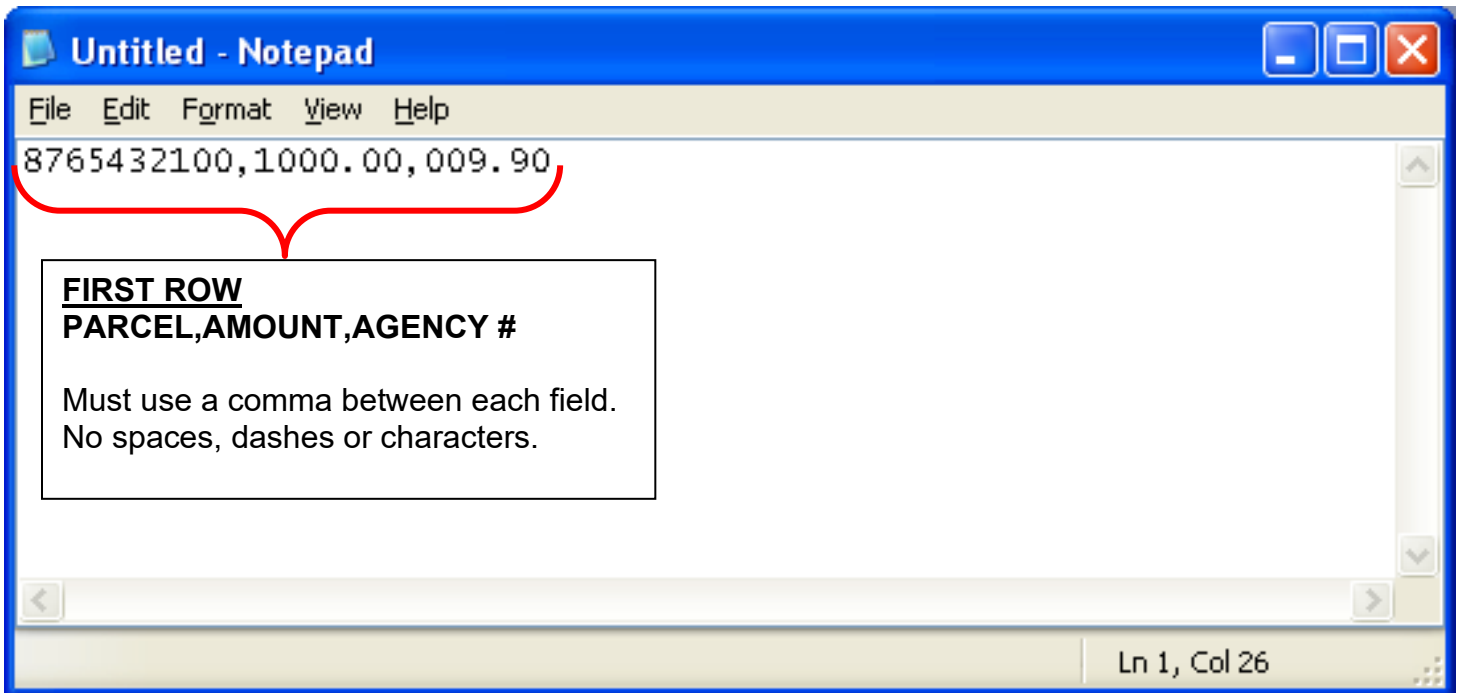 Untitled - Notepad
File Edit Format View Help
8765432100,1000.00,009.90
FIRST ROW
PARCEL,AMOUNT,AGENCY #
Must use a comma between each field.
No spaces, dashes or characters.
Ln 1, Col 26